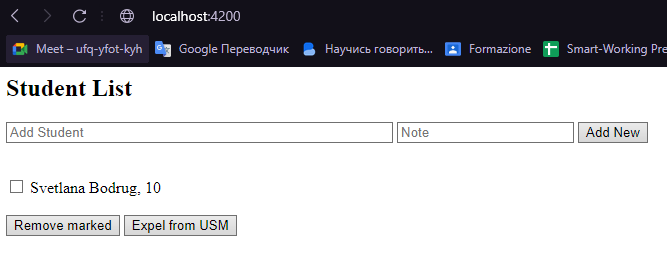 localhost:4200
Meet – ufq-yfot-kyh Google Переводчик Научись говорить... Formazione Smart-Working Pre
Student List
Add Student Note Add New
Svetlana Bodrug, 10
Remove marked Expel from USM